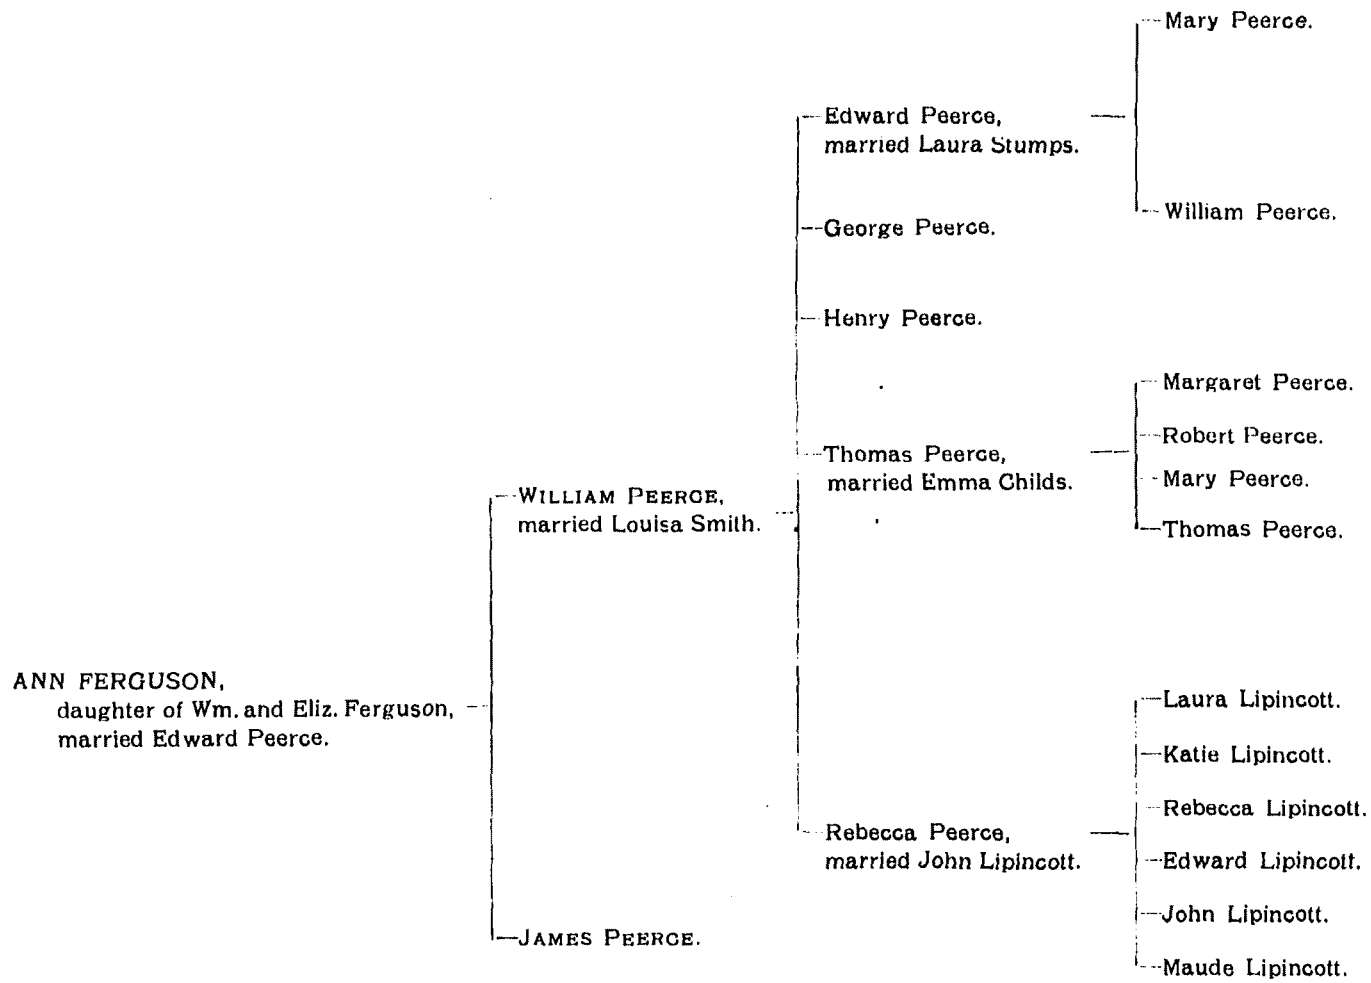 ANN FERGUSON,
daughter of Wm. and Eliz. Ferguson,
married Edward Peerce.
WILLIAM PEERCE,
married Louisa Smith.
JAMES PEERCE.
Edward Peerce,
married Laura Stumps.
George Peerce.
Henry Peerce.
Thomas Peerce,
married Emma Childs.
Rebecca Peerce,
married John Lipincott.
Mary Peerce.
William Peerce.
Margaret Peerce.
Robert Peerce.
Mary Peerce.
Thomas Peerce.
Laura Lipincott.
Katie Lipincott.
Rebecca Lipincott.
Edward Lipincott.
John Lipincott.
Maude Lipincott.